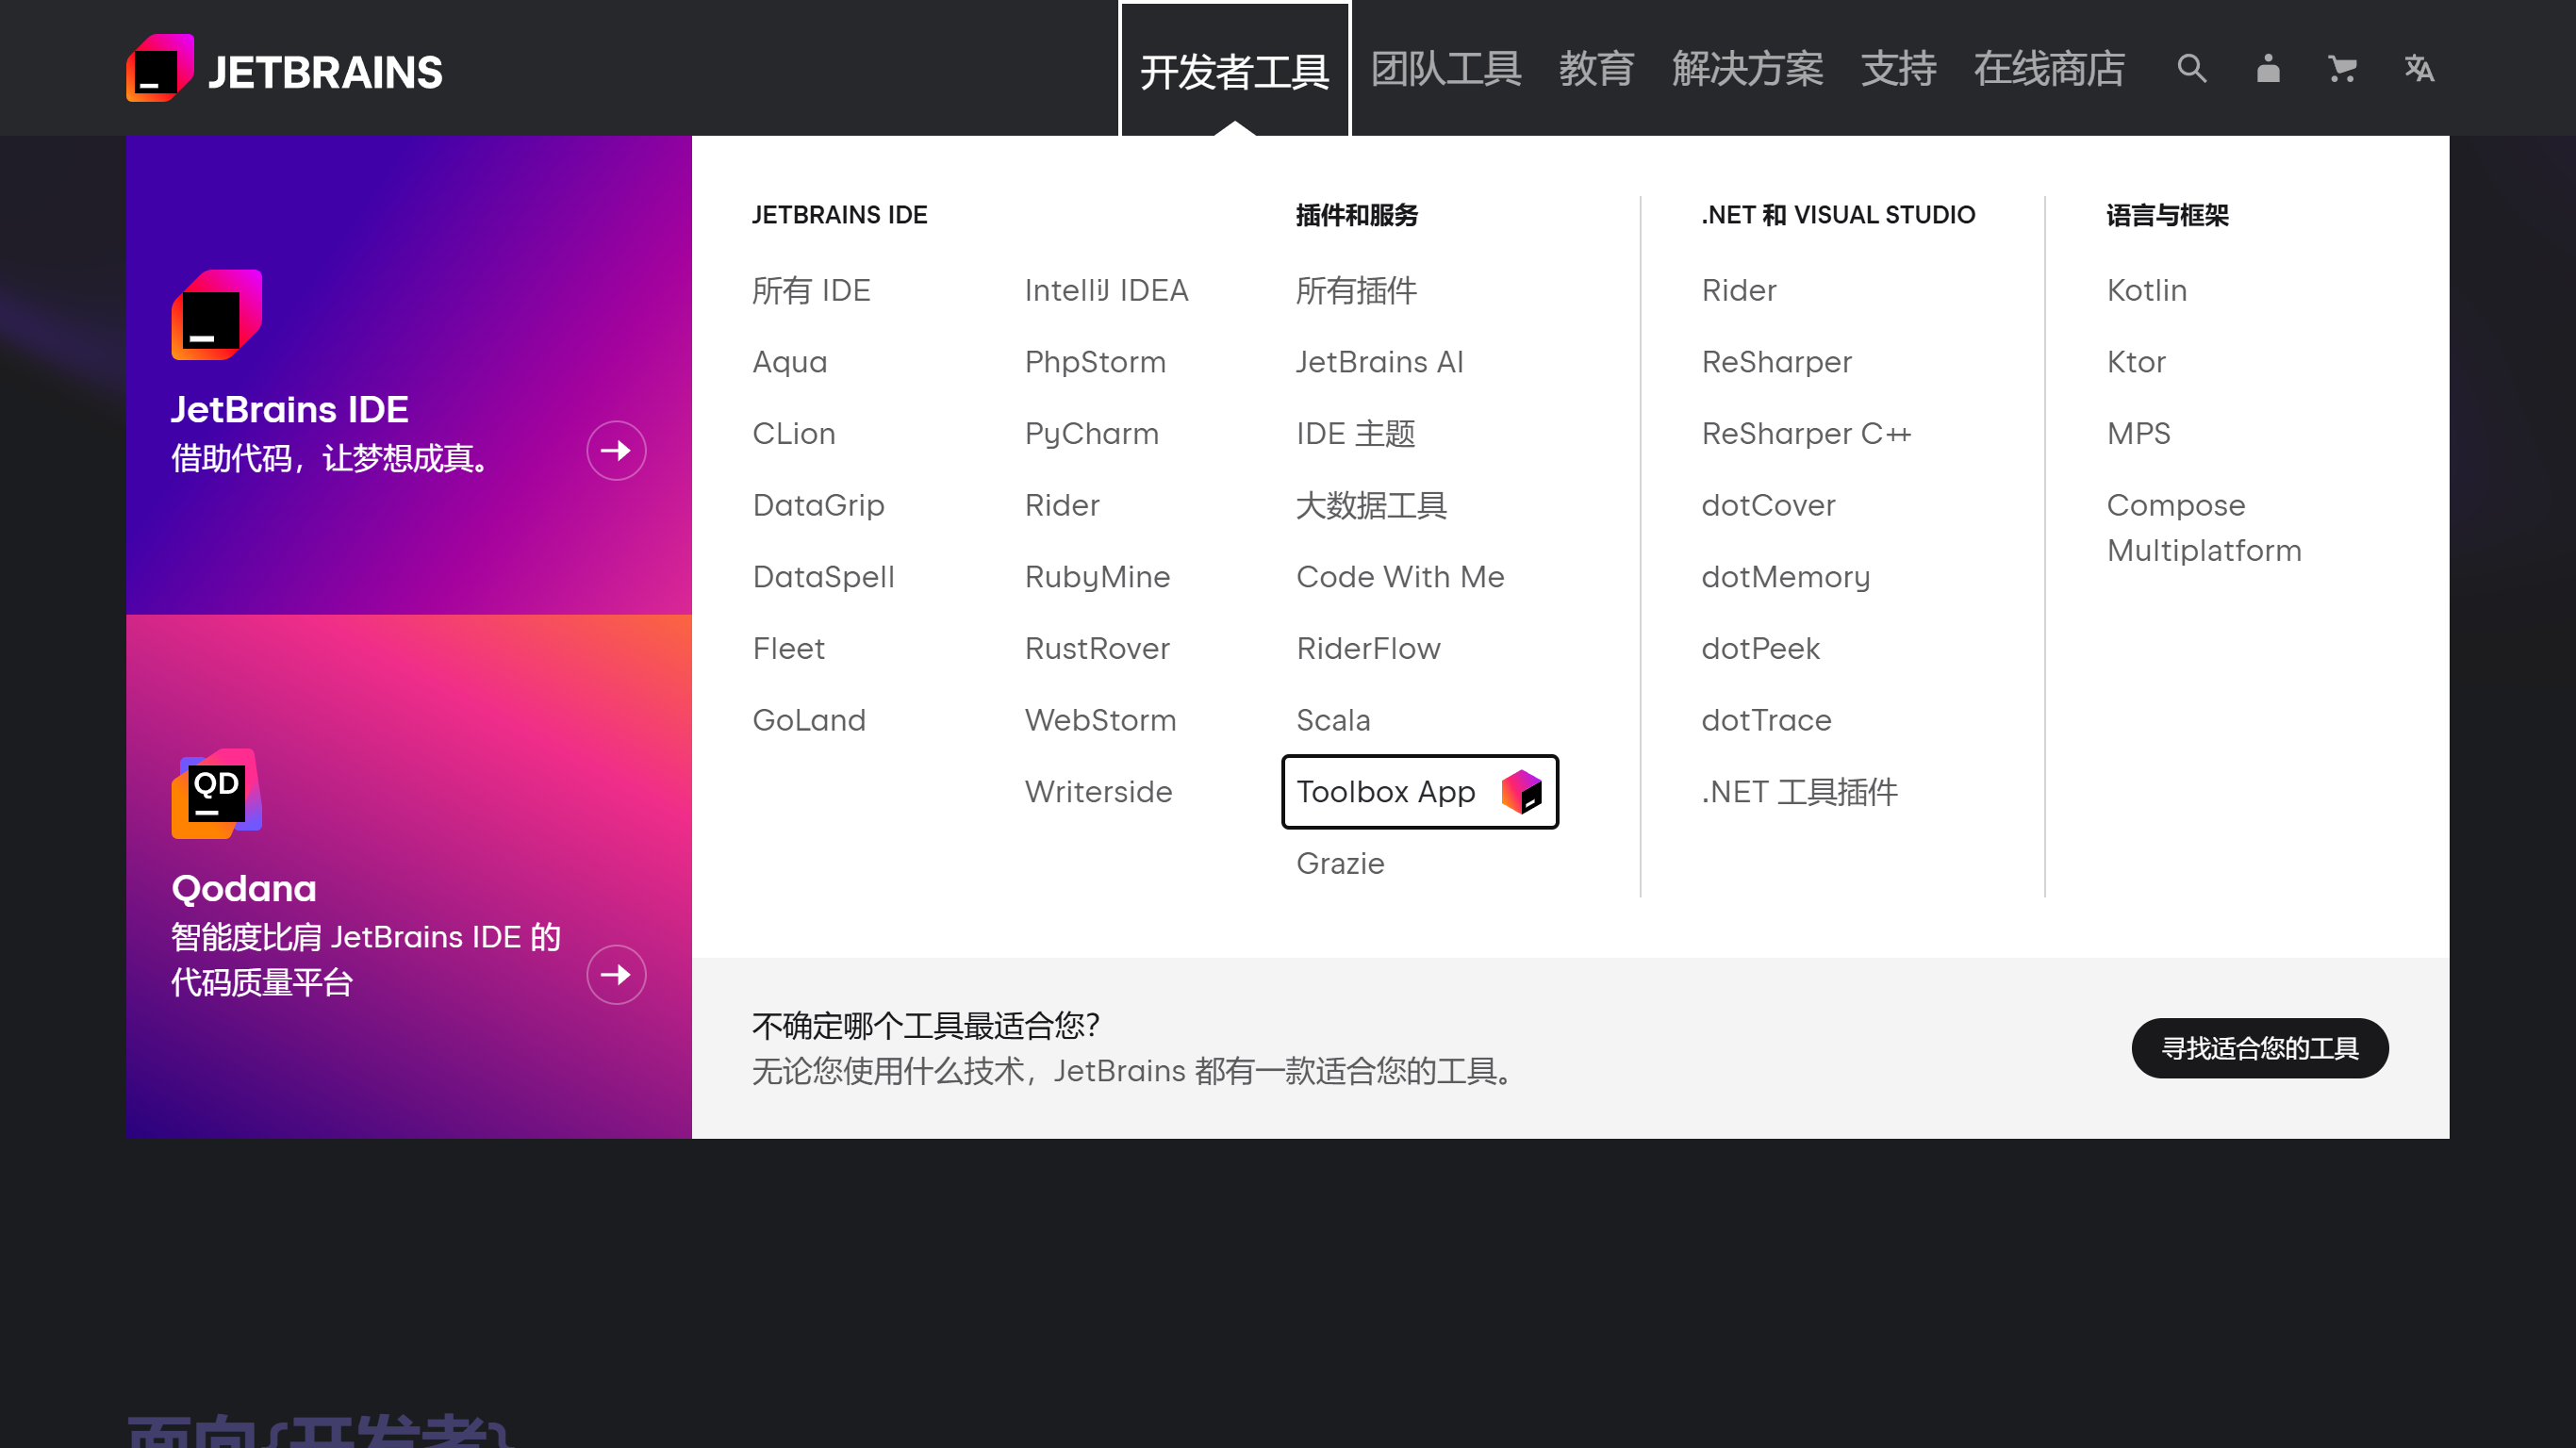 JETBRAINS
开发者工具
团队工具
教育
解决方案
支持
在线商店
JetBrains IDE
借助代码，让梦想成真。
QD
Qodana
智能度比肩 JetBrains IDE 的
代码质量平台
JETBRAINS IDE
所有 IDE
Aqua
CLion
DataGrip
DataSpell
Fleet
GoLand
IntelliJ IDEA
PhpStorm
PyCharm
Rider
RubyMine
RustRover
WebStorm
Writerside
插件和服务
所有插件
JetBrains AI
IDE 主题
大数据工具
Code With Me
RiderFlow
Scala
Toolbox App
Grazie
.NET 和 VISUAL STUDIO
Rider
ReSharper
ReSharper C++
dotCover
dotMemory
dotPeek
dotTrace
.NET 工具插件
语言与框架
Kotlin
Ktor
MPS
Compose
Multiplatform
不确定哪个工具最适合您？
无论您使用什么技术，JetBrains 都有一款适合您的工具。
寻找适合您的工具
面向{开发者}